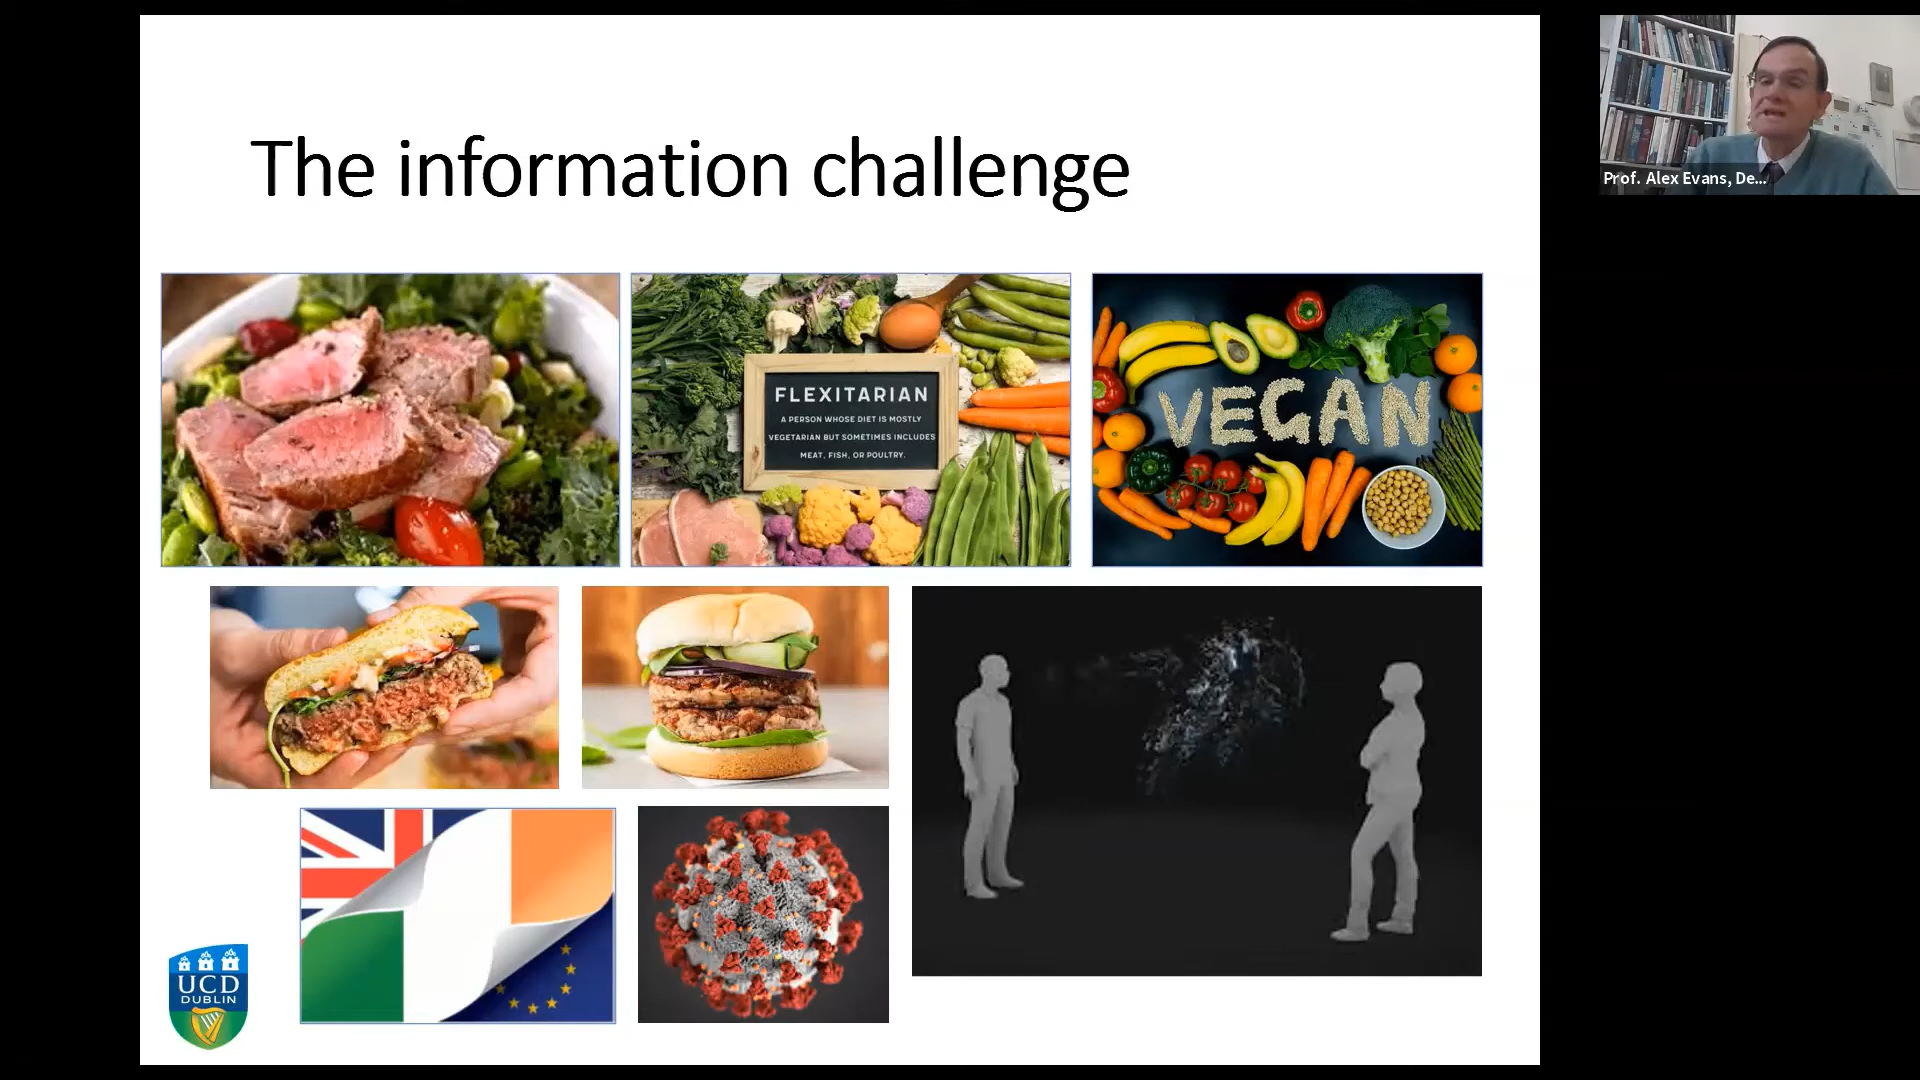 The information challenge
Prof. Alex Evans, De...
FLEXITARIAN
A PERSON WHOSE DIET IS MOSTLY
VEGETARIAN BUT SOMETIMES INCLUDES
MEAT, FISH, OR POULTRY.
VEGAN
UCD
DUBLIN